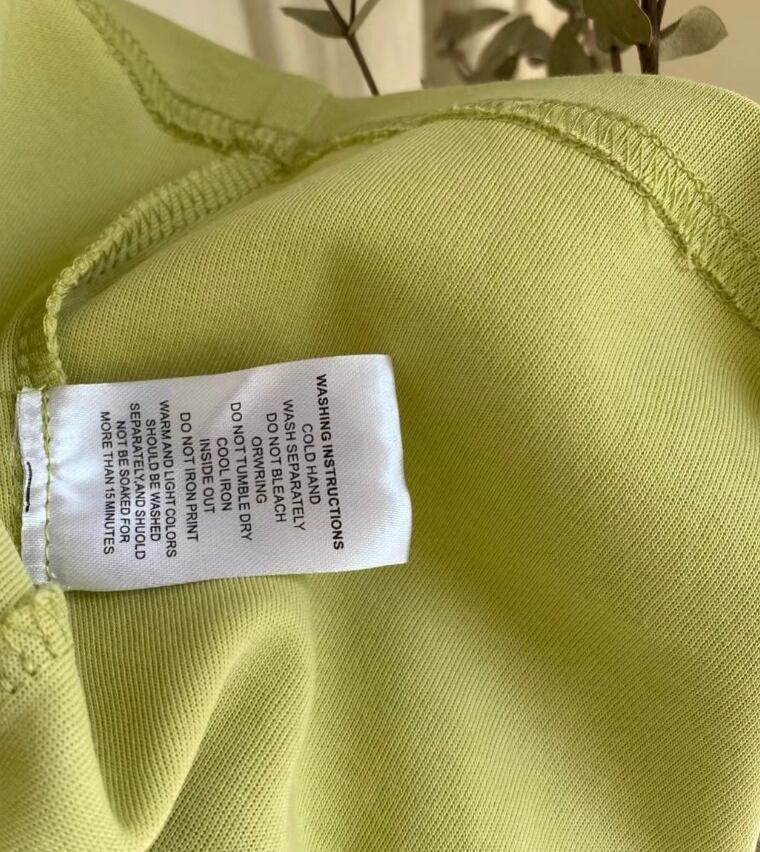 WASHING INSTRUCTIONS
COLD HAND
WASH SEPARATELY
DO NOT BLEACH
ORWRING
DO NOT TUMBLE DRY
COOL IRON
INSIDE OUT
DO NOT IRON PRINT
WARM AND LIGHT COLORS
SHOULD BE WASHED
SEPARATELY,AND SHUOLD
NOT BE SOAKED FOR
MORE THAN 15 MINUTES